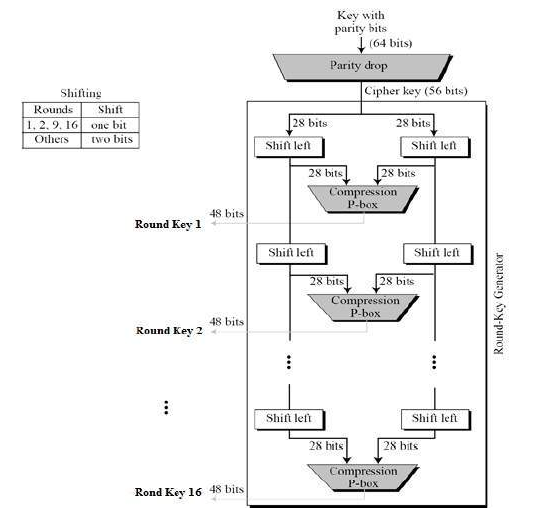 Key with
parity bits
(64 bits)
Parity drop
Cipher key (56 bits)
Shifting
Rounds Shift
1, 2, 9, 16 one bit
Others two bits
28 bits 28 bits
Shift left Shift left
28 bits 28 bits
Compression
P-box
48 bits
Round Key 1
Shift left Shift left
28 bits 28 bits
Compression
P-box
48 bits
Round Key 2
Round-Key Generator
Shift left Shift left
28 bits 28 bits
Compression
P-box
48 bits
Rond Key 16